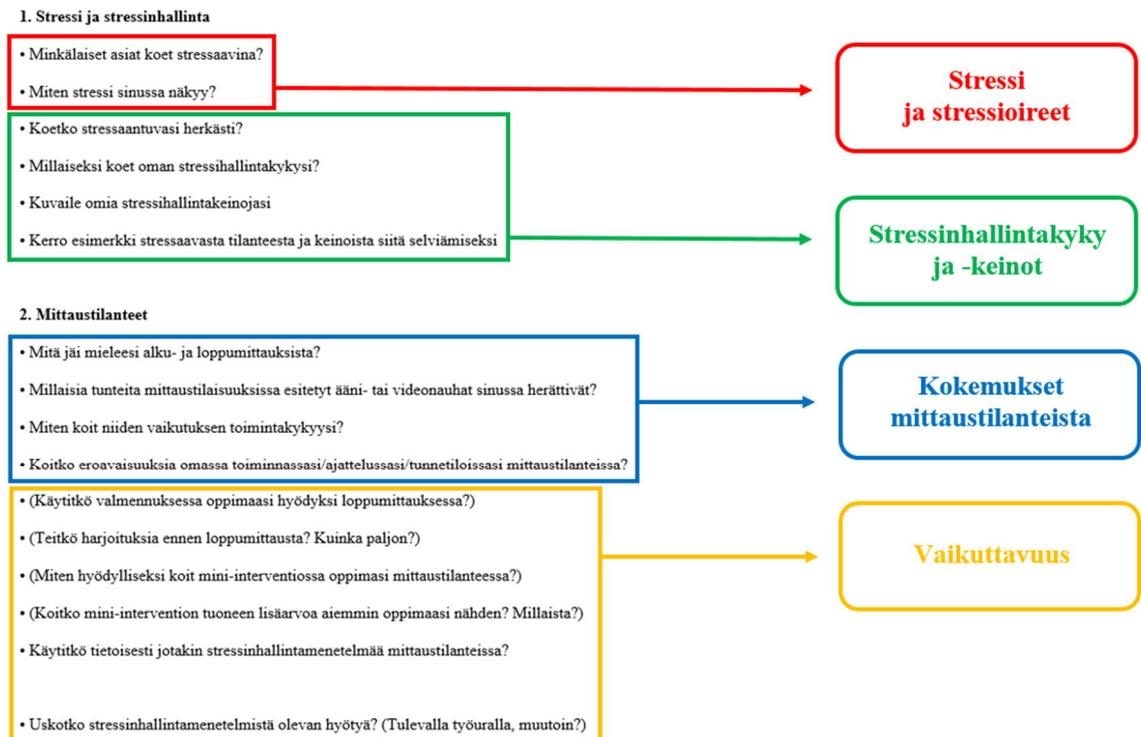 1. Stressi ja stressinhallinta
• Minkälaiset asiat koet stressaavina?
• Miten stressi sinussa näkyy?
Stressi
ja stressioireet
• Koetko stressaantuvasi herkästi?
• Millaiseksi koet oman stressihallintakykysi?
• Kuvaile omia stressihallintakeinojasi
• Kerro esimerkki stressaavasta tilanteesta ja keinoista siitä selviämiseksi
Stressinhallintakyky
ja -keinot
2. Mittaustilanteet
• Mitä jäi mieleesi alku- ja loppumittauksista?
• Millaisia tunteita mittaustilaisuuksissa esitetyt ääni- tai videonauhat sinussa herättivät?
• Miten koit niiden vaikutuksen toimintakykyysi?
• Koitko eroavaisuuksia omassa toiminnassasi/ajattelussasi/tunnetiloissasi mittaustilanteissa?
Kokemukset
mittaustilanteista
• (Käytitkö valmennuksessa oppimaasi hyödyksi loppumittauksessa?)
• (Teitkö harjoituksia ennen loppumittausta? Kuinka paljon?)
• (Miten hyödylliseksi koit mini-interventiossa oppimasi mittaustilanteessa?)
• (Koitko mini-intervention tuoneen lisäarvoa aiemmin oppimaasi nähden? Millaista?)
• Käytitkö tietoisesti jotakin stressinhallintamenetelmää mittaustilanteissa?
• Uskotko stressinhallintamenetelmistä olevan hyötyä? (Tulevalla työuralla, muutoin?)
Vaikuttavuus